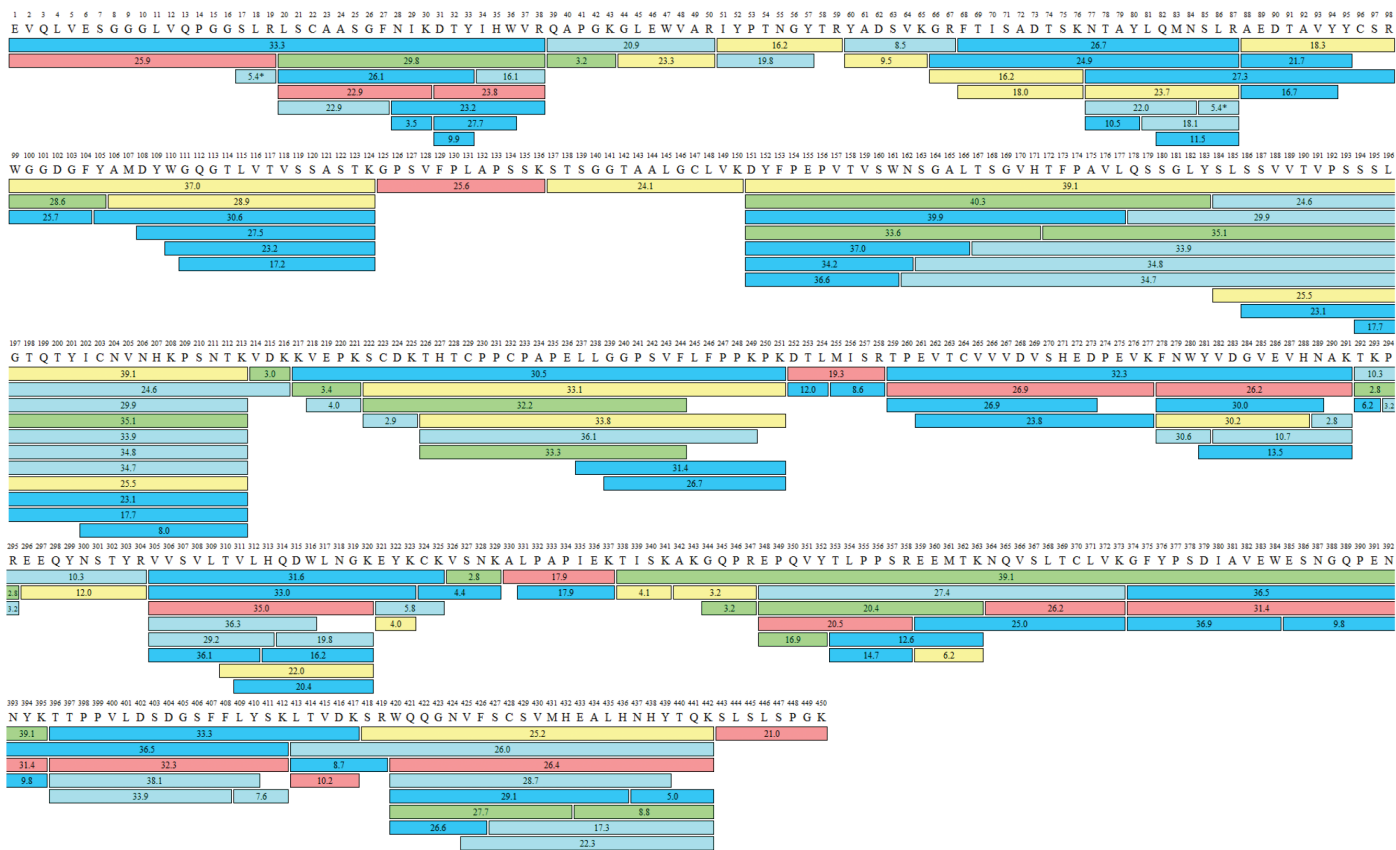 1 2 3 4 5 6 7 8 9 10 11 12 13 14 15 16 17 18 19 20 21 22 23 24 25 26 27 28 29 30 31 32 33 34 35 36 37 38 39 40 41 42 43 44 45 46 47 48 49 50 51 52 53 54 55 56 57 58 59 60 61 62 63 64 65 66 67 68 69 70 71 72 73 74 75 76 77 78 79 80 81 82 83 84 85 86 87 88 89 90 91 92 93 94 95 96 97 98
E V Q L V E S G G G L V Q P G G S L R L S C A A S G F N I K D T Y I H W V R Q A P G K G L E W V A R I Y P T N G Y T R Y A D S V K G R F T I S A D T S K N T A Y L Q M N S L R A E D T A V Y Y C S R
33.3 20.9 16.2 8.5 26.7 18.3
25.9 29.8 3.2 23.3 19.8 9.5 24.9 21.7
5.4* 26.1 16.1 16.2 27.3
22.9 23.8 18.0 23.7 16.7
22.9 23.2 22.0 5.4*
3.5 27.7 10.5 18.1
9.9 11.5
99 100 101 102 103 104 105 106 107 108 109 110 111 112 113 114 115 116 117 118 119 120 121 122 123 124 125 126 127 128 129 130 131 132 133 134 135 136 137 138 139 140 141 142 143 144 145 146 147 148 149 150 151 152 153 154 155 156 157 158 159 160 161 162 163 164 165 166 167 168 169 170 171 172 173 174 175 176 177 178 179 180 181 182 183 184 185 186 187 188 189 190 191 192 193 194 195 196
W G G D G F Y A M D Y W G Q G T L V T V S S A S T K G P S V F P L A P S S K S T S G G T A A L G C L V K D Y F P E P V T V S W N S G A L T S G V H T F P A V L Q S S G L Y S L S S V V T V P S S S L
37.0 25.6 24.1 39.1
28.6 28.9 40.3 24.6
25.7 30.6 39.9 29.9
27.5 33.6 35.1
23.2 37.0 33.9
17.2 34.2 34.8
36.6 34.7
25.5
23.1
17.7
197 198 199 200 201 202 203 204 205 206 207 208 209 210 211 212 213 214 215 216 217 218 219 220 221 222 223 224 225 226 227 228 229 230 231 232 233 234 235 236 237 238 239 240 241 242 243 244 245 246 247 248 249 250 251 252 253 254 255 256 257 258 259 260 261 262 263 264 265 266 267 268 269 270 271 272 273 274 275 276 277 278 279 280 281 282 283 284 285 286 287 288 289 290 291 292 293 294
G T Q T Y I C N V N H K P S N T K V D K K V E P K S C D K T H T C P P C P A P E L L G G P S V F L F P P K P K D T L M I S R T P E V T C V V V D V S H E D P E V K F N W Y V D G V E V H N A K T K P
39.1 3.0 30.5 19.3 32.3 10.3
24.6 3.4 33.1 12.0 8.6 26.9 26.2 2.8
29.9 4.0 32.2 26.9 30.0 6.2 3.2
35.1 2.9 33.8 23.8 30.2 2.8
33.9 36.1 30.6 10.7
34.8 33.3 13.5
34.7 31.4
25.5 26.7
23.1
17.7
8.0
295 296 297 298 299 300 301 302 303 304 305 306 307 308 309 310 311 312 313 314 315 316 317 318 319 320 321 322 323 324 325 326 327 328 329 330 331 332 333 334 335 336 337 338 339 340 341 342 343 344 345 346 347 348 349 350 351 352 353 354 355 356 357 358 359 360 361 362 363 364 365 366 367 368 369 370 371 372 373 374 375 376 377 378 379 380 381 382 383 384 385 386 387 388 389 390 391 392
R E E Q Y N S T Y R V V S V L T V L H Q D W L N G K E Y K C K V S N K A L P A P I E K T I S K A K G Q P R E P Q V Y T L P P S R E E M T K N Q V S L T C L V K G F Y P S D I A V E W E S N G Q P E N
10.3 31.6 2.8 17.9 39.1
2.8 12.0 33.0 4.4 17.9 4.1 3.2 27.4 36.5
3.2 35.0 5.8 3.2 20.4 26.2 31.4
36.3 4.0 20.5 25.0 36.9 9.8
29.2 19.8 16.9 12.6
36.1 16.2 14.7 6.2
22.0
20.4
393 394 395 396 397 398 399 400 401 402 403 404 405 406 407 408 409 410 411 412 413 414 415 416 417 418 419 420 421 422 423 424 425 426 427 428 429 430 431 432 433 434 435 436 437 438 439 440 441 442 443 444 445 446 447 448 449 450
N Y K T T P P V L D S D G S F F L Y S K L T V D K S R W Q Q G N V F S C S V M H E A L H N H Y T Q K S L S L S P G K
39.1 33.3 25.2 21.0
36.5 26.0
31.4 32.3 8.7 26.4
9.8 38.1 10.2 28.7
33.9 7.6 29.1 5.0
27.7 8.8
26.6 17.3
22.3